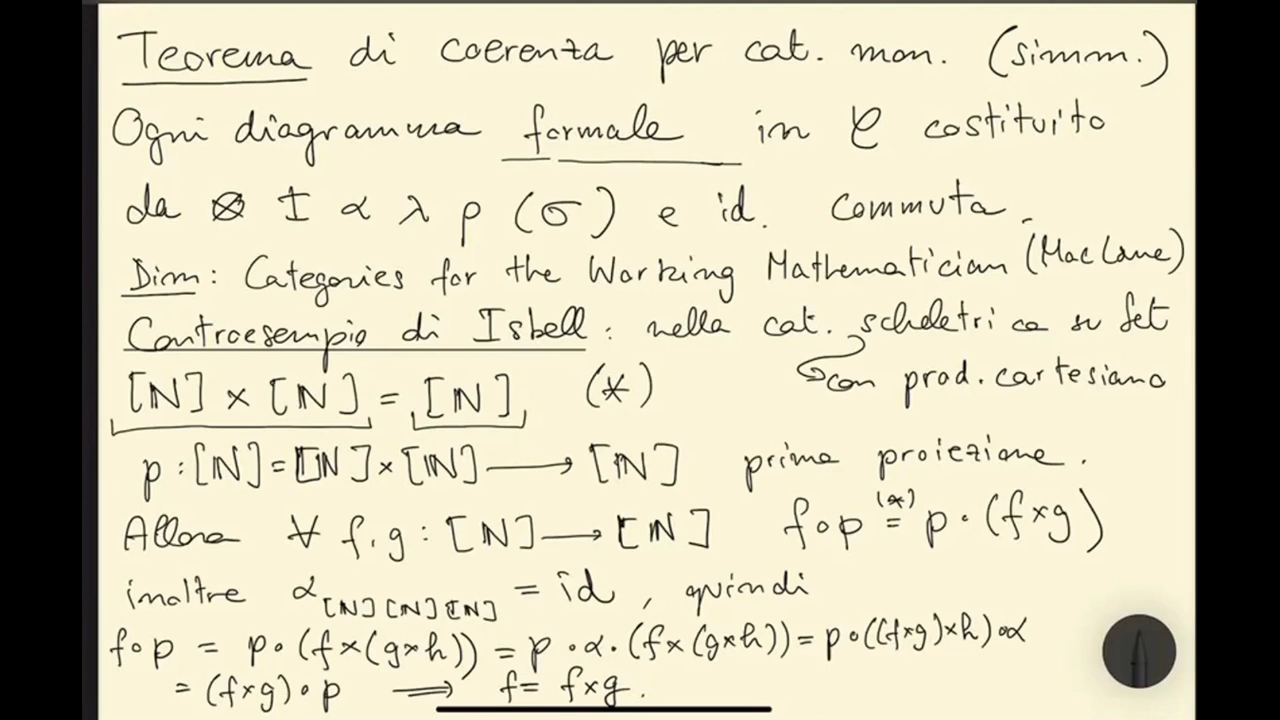 Teorema di coerenza per cat. mon. (simm.)
Ogni diagramma formale in C costituito
da ⊗ I α λ ρ (σ) e id. commuta.
Dim: Categories for the Working Mathematician (MacLane)
Controesempio di Isbell: nella cat. scheletrica su Set
con prod. cartesiano
[ℕ] × [ℕ] = [ℕ] (*)
p : [ℕ] = [ℕ] × [ℕ] ⟶ [ℕ] prima proiezione.
Allora ∀ f, g : [ℕ] ⟶ [ℕ] f∘p (*)= p∘(f×g)
inoltre α[ℕ][ℕ][ℕ] = id, quindi
f∘p = p∘(f×(g×h)) = p∘α∘(f×(g×h)) = p∘((f×g)×h)∘α
= (f×g)∘p ⟹ f = f×g.